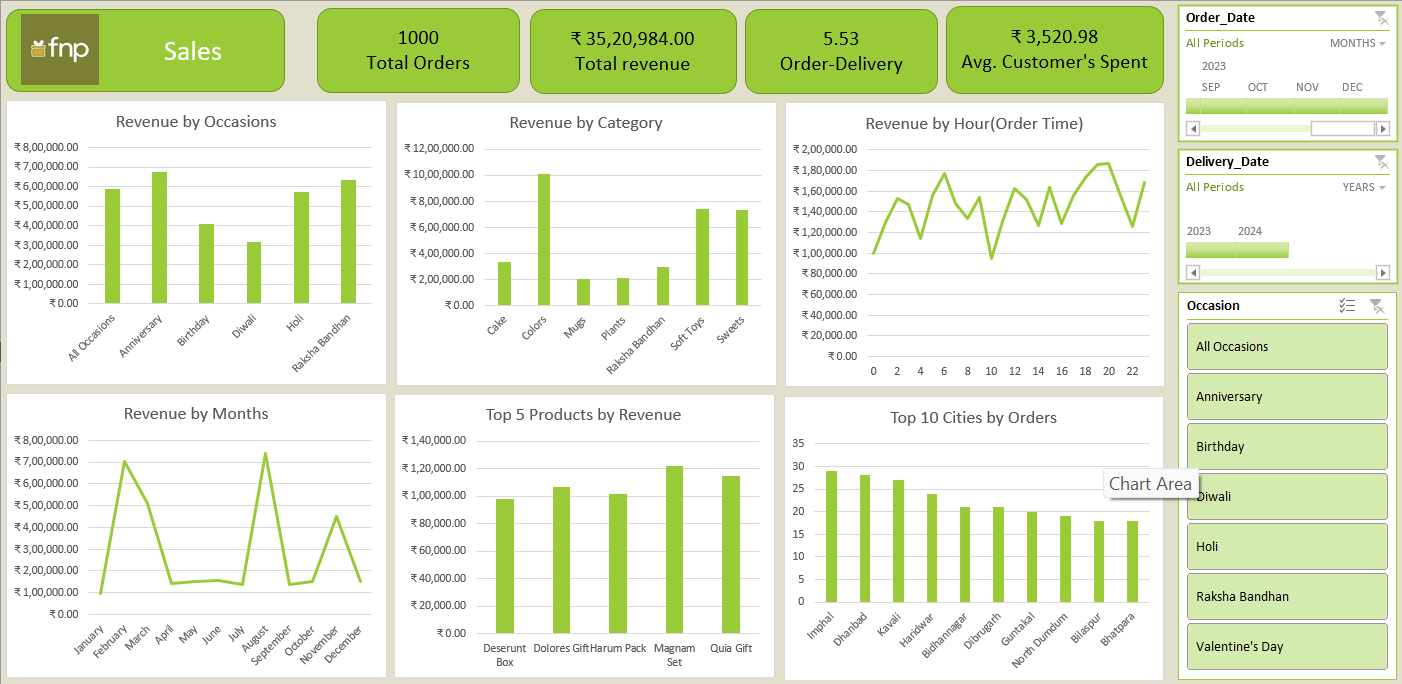 fnp
Sales
1000
Total Orders
₹ 35,20,984.00
Total revenue
5.53
Order-Delivery
₹ 3,520.98
Avg. Customer's Spent
Order_Date
All Periods
MONTHS
2023
SEP OCT NOV DEC
Revenue by Occasions
₹ 8,00,000.00
₹ 7,00,000.00
₹ 6,00,000.00
₹ 5,00,000.00
₹ 4,00,000.00
₹ 3,00,000.00
₹ 2,00,000.00
₹ 1,00,000.00
₹ 0.00
All Occasions
Anniversary
Birthday
Diwali
Holi
Raksha Bandhan
Revenue by Category
₹ 12,00,000.00
₹ 10,00,000.00
₹ 8,00,000.00
₹ 6,00,000.00
₹ 4,00,000.00
₹ 2,00,000.00
₹ 0.00
Cake
Colors
Mugs
Plants
Raksha Bandhan
Soft Toys
Sweets
Revenue by Hour(Order Time)
₹ 2,00,000.00
₹ 1,80,000.00
₹ 1,60,000.00
₹ 1,40,000.00
₹ 1,20,000.00
₹ 1,00,000.00
₹ 80,000.00
₹ 60,000.00
₹ 40,000.00
₹ 20,000.00
₹ 0.00
0 2 4 6 8 10 12 14 16 18 20 22
Delivery_Date
All Periods
YEARS
2023 2024
Occasion
All Occasions
Anniversary
Birthday
Diwali
Holi
Raksha Bandhan
Valentine's Day
Revenue by Months
₹ 8,00,000.00
₹ 7,00,000.00
₹ 6,00,000.00
₹ 5,00,000.00
₹ 4,00,000.00
₹ 3,00,000.00
₹ 2,00,000.00
₹ 1,00,000.00
₹ 0.00
January
February
March
April
May
June
July
August
September
October
November
December
Top 5 Products by Revenue
₹ 1,40,000.00
₹ 1,20,000.00
₹ 1,00,000.00
₹ 80,000.00
₹ 60,000.00
₹ 40,000.00
₹ 20,000.00
₹ 0.00
Deserunt
Box
Dolores Gift
Harum Pack
Magnam
Set
Quia Gift
Top 10 Cities by Orders
35
30
25
20
15
10
5
0
Imphal
Dhanbad
Kavali
Haridwar
Bidhannagar
Dibrugarh
Guntakal
North Dumdum
Bilaspur
Bhatpara
Chart Area